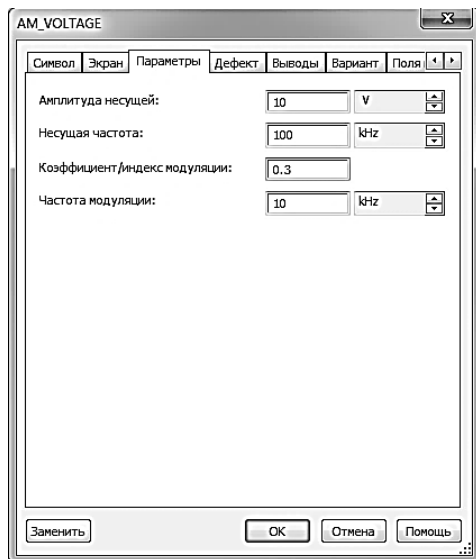 AM_VOLTAGE
Символ Экран Параметры Дефект Выводы Вариант Поля
Амплитуда несущей: 10 V
Несущая частота: 100 kHz
Коэффициент/индекс модуляции: 0.3
Частота модуляции: 10 kHz
Заменить OK Отмена Помощь